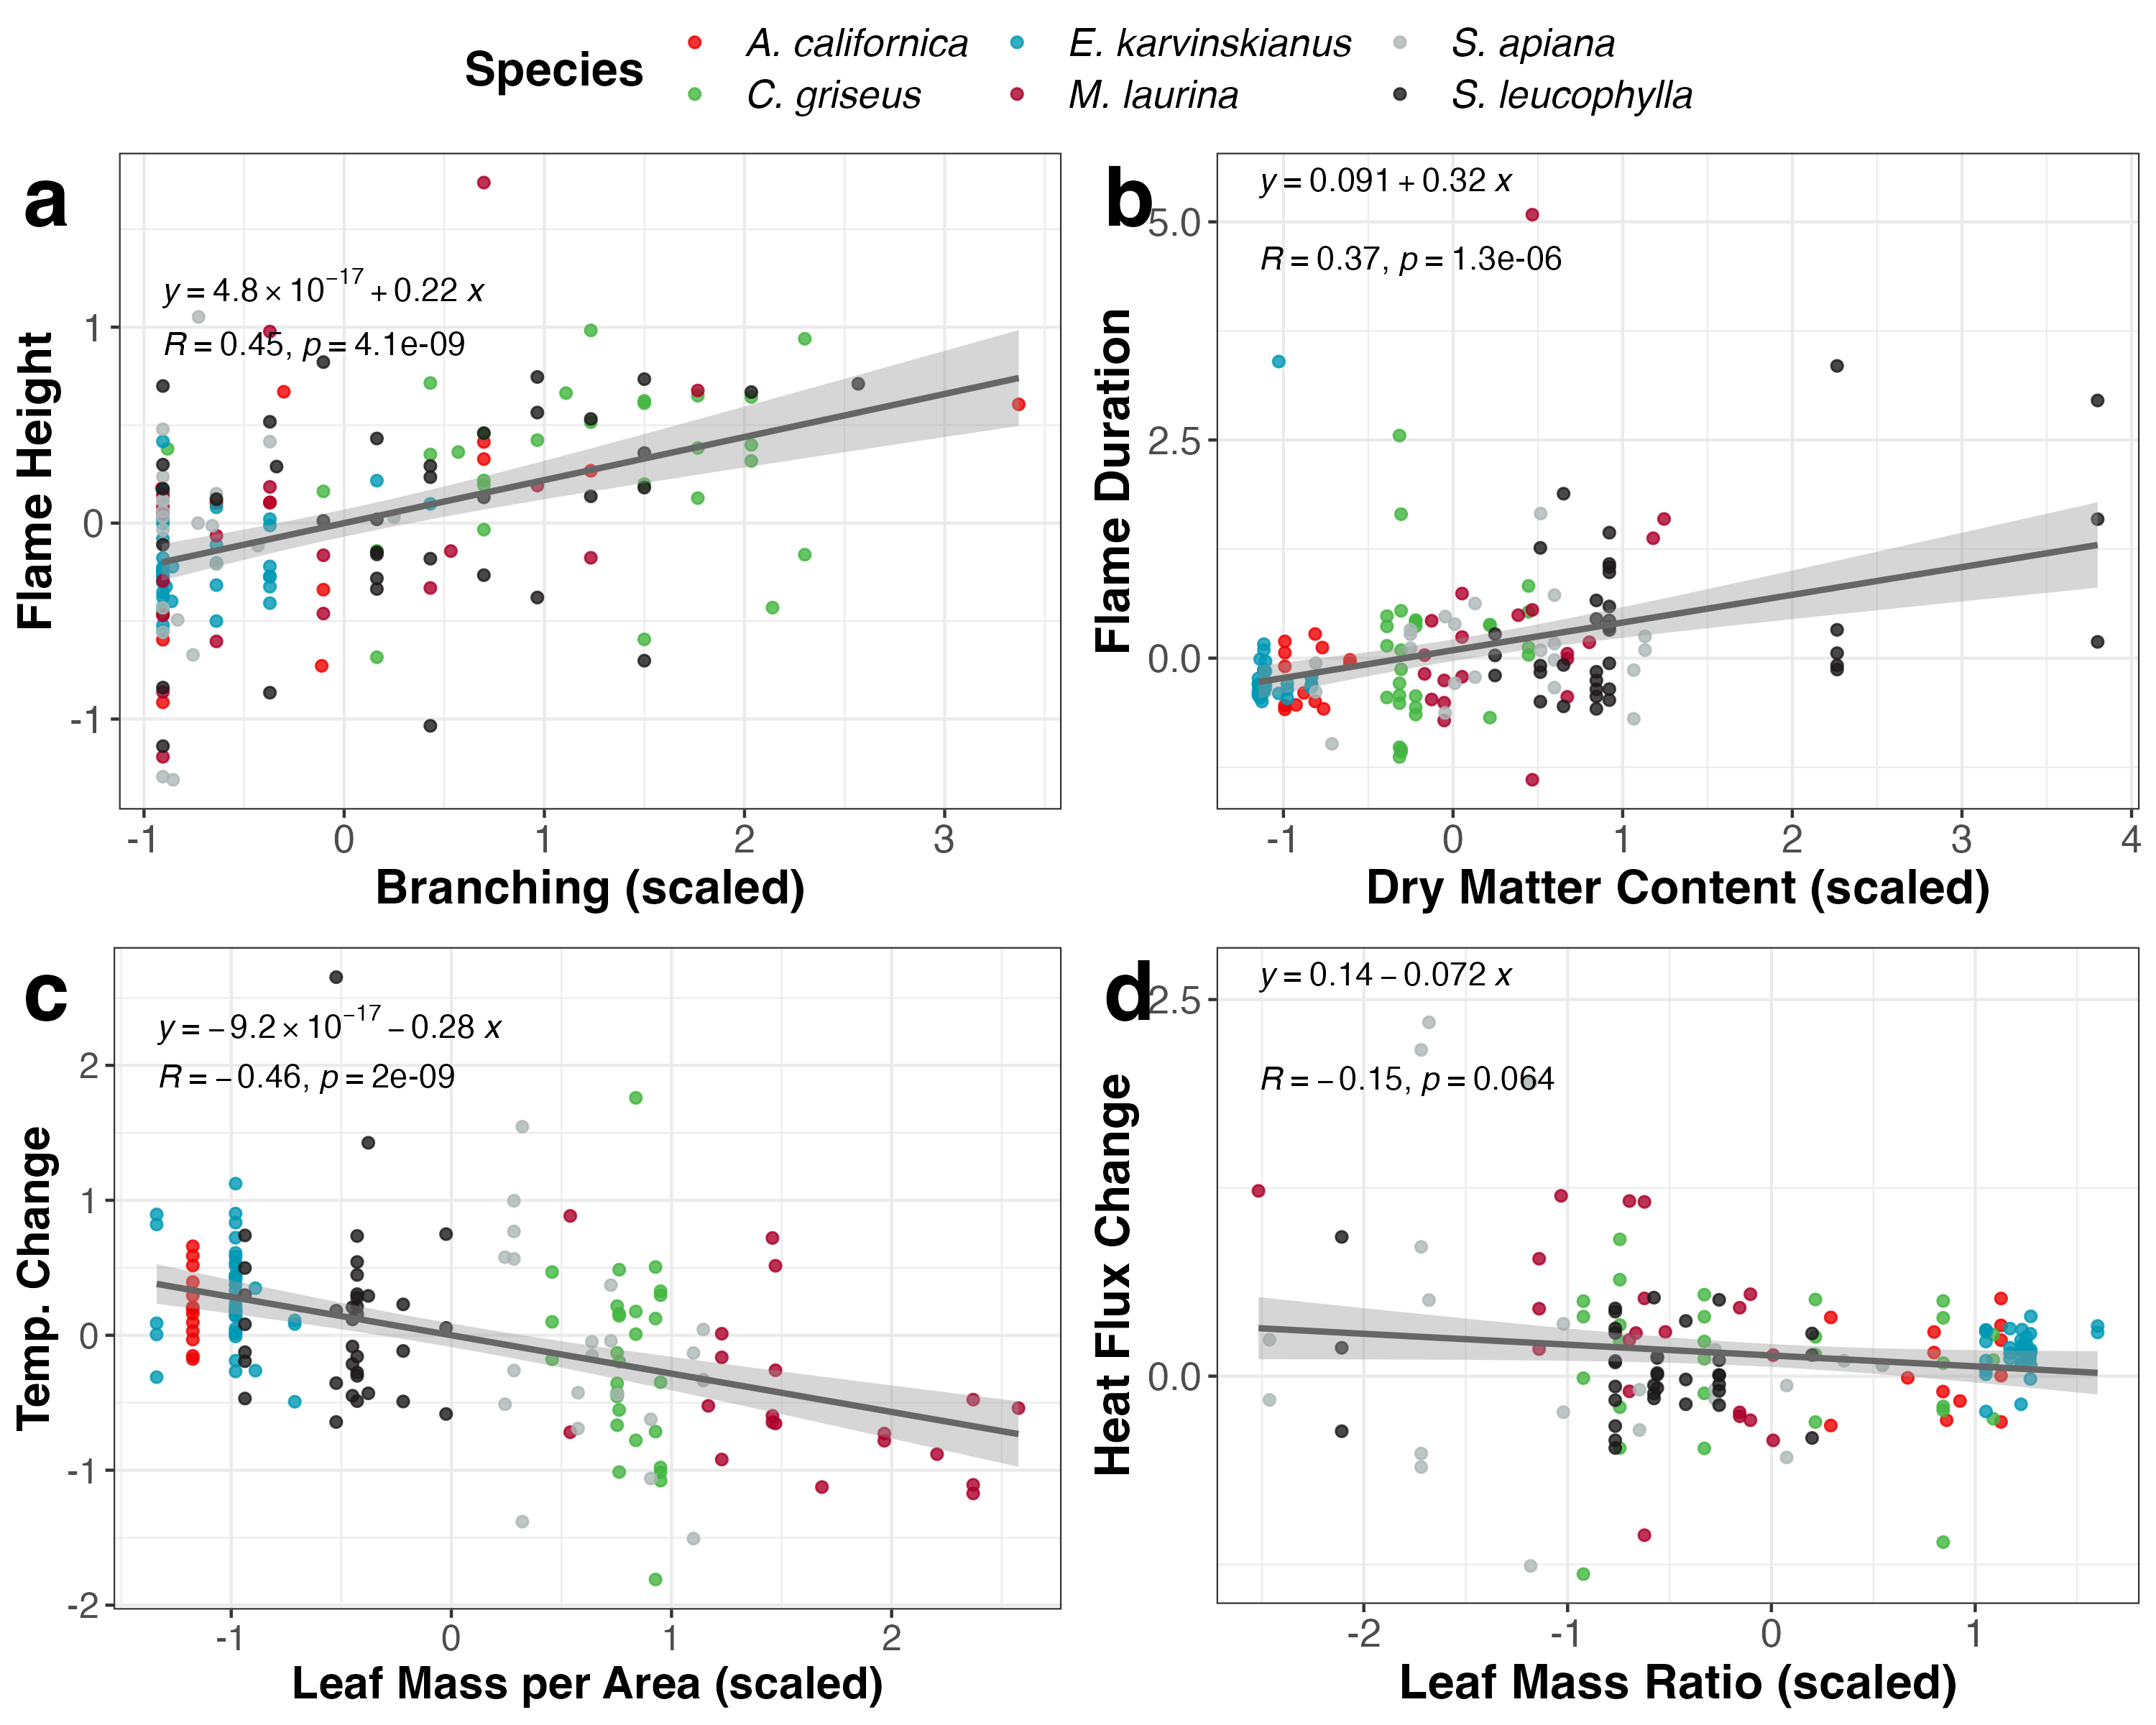 Species
A. californica
E. karvinskianus
S. apiana
C. griseus
M. laurina
S. leucophylla
a
y = 4.8 × 10⁻¹⁷ + 0.22 x
R = 0.45, p = 4.1e-09
Flame Height
1
0
-1
-1 0 1 2 3
Branching (scaled)
b
y = 0.091 + 0.32 x
R = 0.37, p = 1.3e-06
Flame Duration
5.0
2.5
0.0
-1 0 1 2 3 4
Dry Matter Content (scaled)
c
y = −9.2 × 10⁻¹⁷ − 0.28 x
R = −0.46, p = 2e-09
Temp. Change
2
1
0
-1
-2
-1 0 1 2
Leaf Mass per Area (scaled)
d
y = 0.14 − 0.072 x
R = −0.15, p = 0.064
Heat Flux Change
2.5
0.0
-2 -1 0 1
Leaf Mass Ratio (scaled)